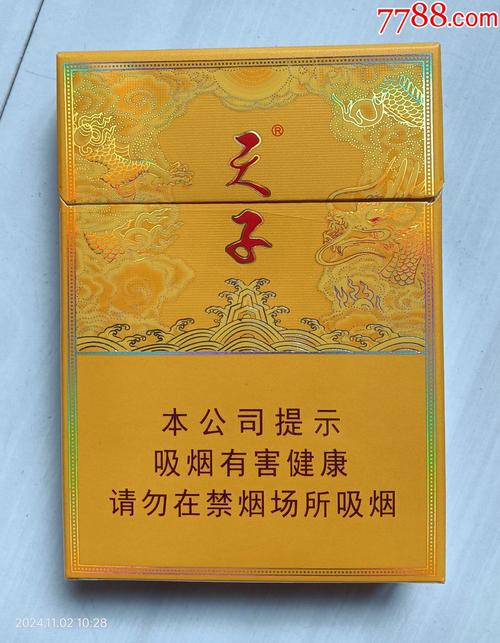 7788.com
天®
子
本公司提示
吸烟有害健康
请勿在禁烟场所吸烟
2024.11.02 10:28